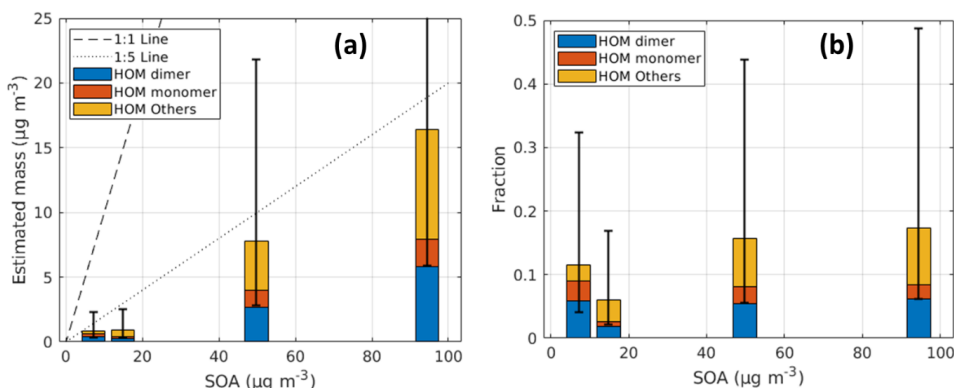 (a)
25
20
15
10
5
0
Estimated mass (µg m⁻³)
1:1 Line
1:5 Line
HOM dimer
HOM monomer
HOM Others
0 20 40 60 80 100
SOA (µg m⁻³)
(b)
0.5
0.4
0.3
0.2
0.1
0
Fraction
HOM dimer
HOM monomer
HOM Others
0 20 40 60 80 100
SOA (µg m⁻³)